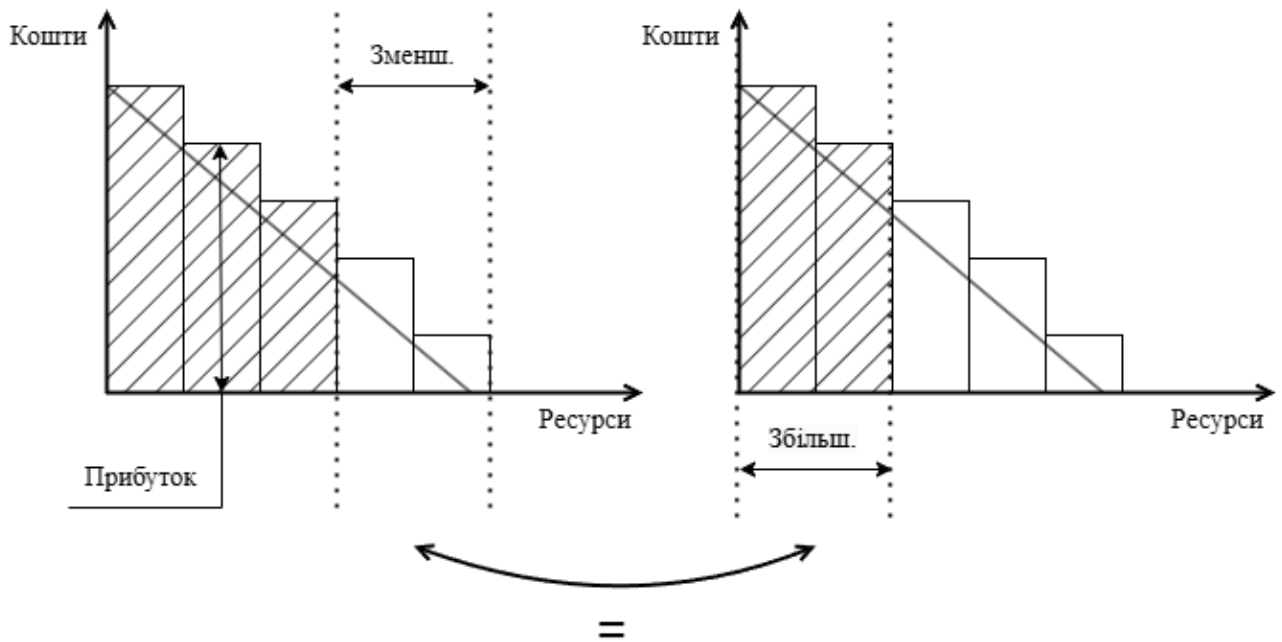 Кошти
Зменш.
Ресурси
Прибуток
Кошти
Ресурси
Збільш.
=